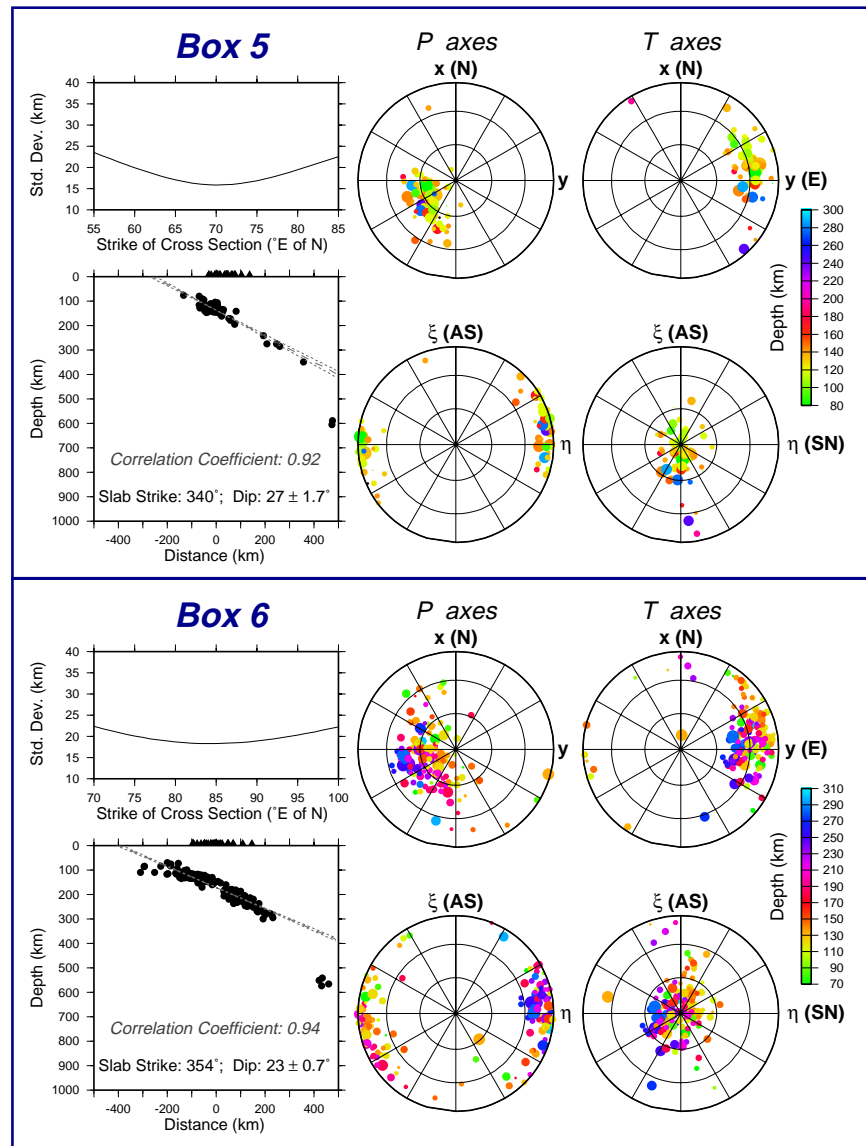 Box 5
P axes
T axes
x (N)
x (N)
40
35
30
25
20
15
10
Std. Dev. (km)
55 60 65 70 75 80 85
Strike of Cross Section (˚E of N)
y
y (E)
300
280
260
240
220
200
180
160
140
120
100
80
Depth (km)
0
100
200
300
400
500
600
700
800
900
1000
Depth (km)
Correlation Coefficient: 0.92
Slab Strike: 340˚; Dip: 27 ± 1.7˚
-400 -200 0 200 400
Distance (km)
ξ (AS)
ξ (AS)
η
η (SN)
Box 6
P axes
T axes
x (N)
x (N)
40
35
30
25
20
15
10
Std. Dev. (km)
70 75 80 85 90 95 100
Strike of Cross Section (˚E of N)
y
y (E)
310
290
270
250
230
210
190
170
150
130
110
90
70
Depth (km)
0
100
200
300
400
500
600
700
800
900
1000
Depth (km)
Correlation Coefficient: 0.94
Slab Strike: 354˚; Dip: 23 ± 0.7˚
-400 -200 0 200 400
Distance (km)
ξ (AS)
ξ (AS)
η
η (SN)